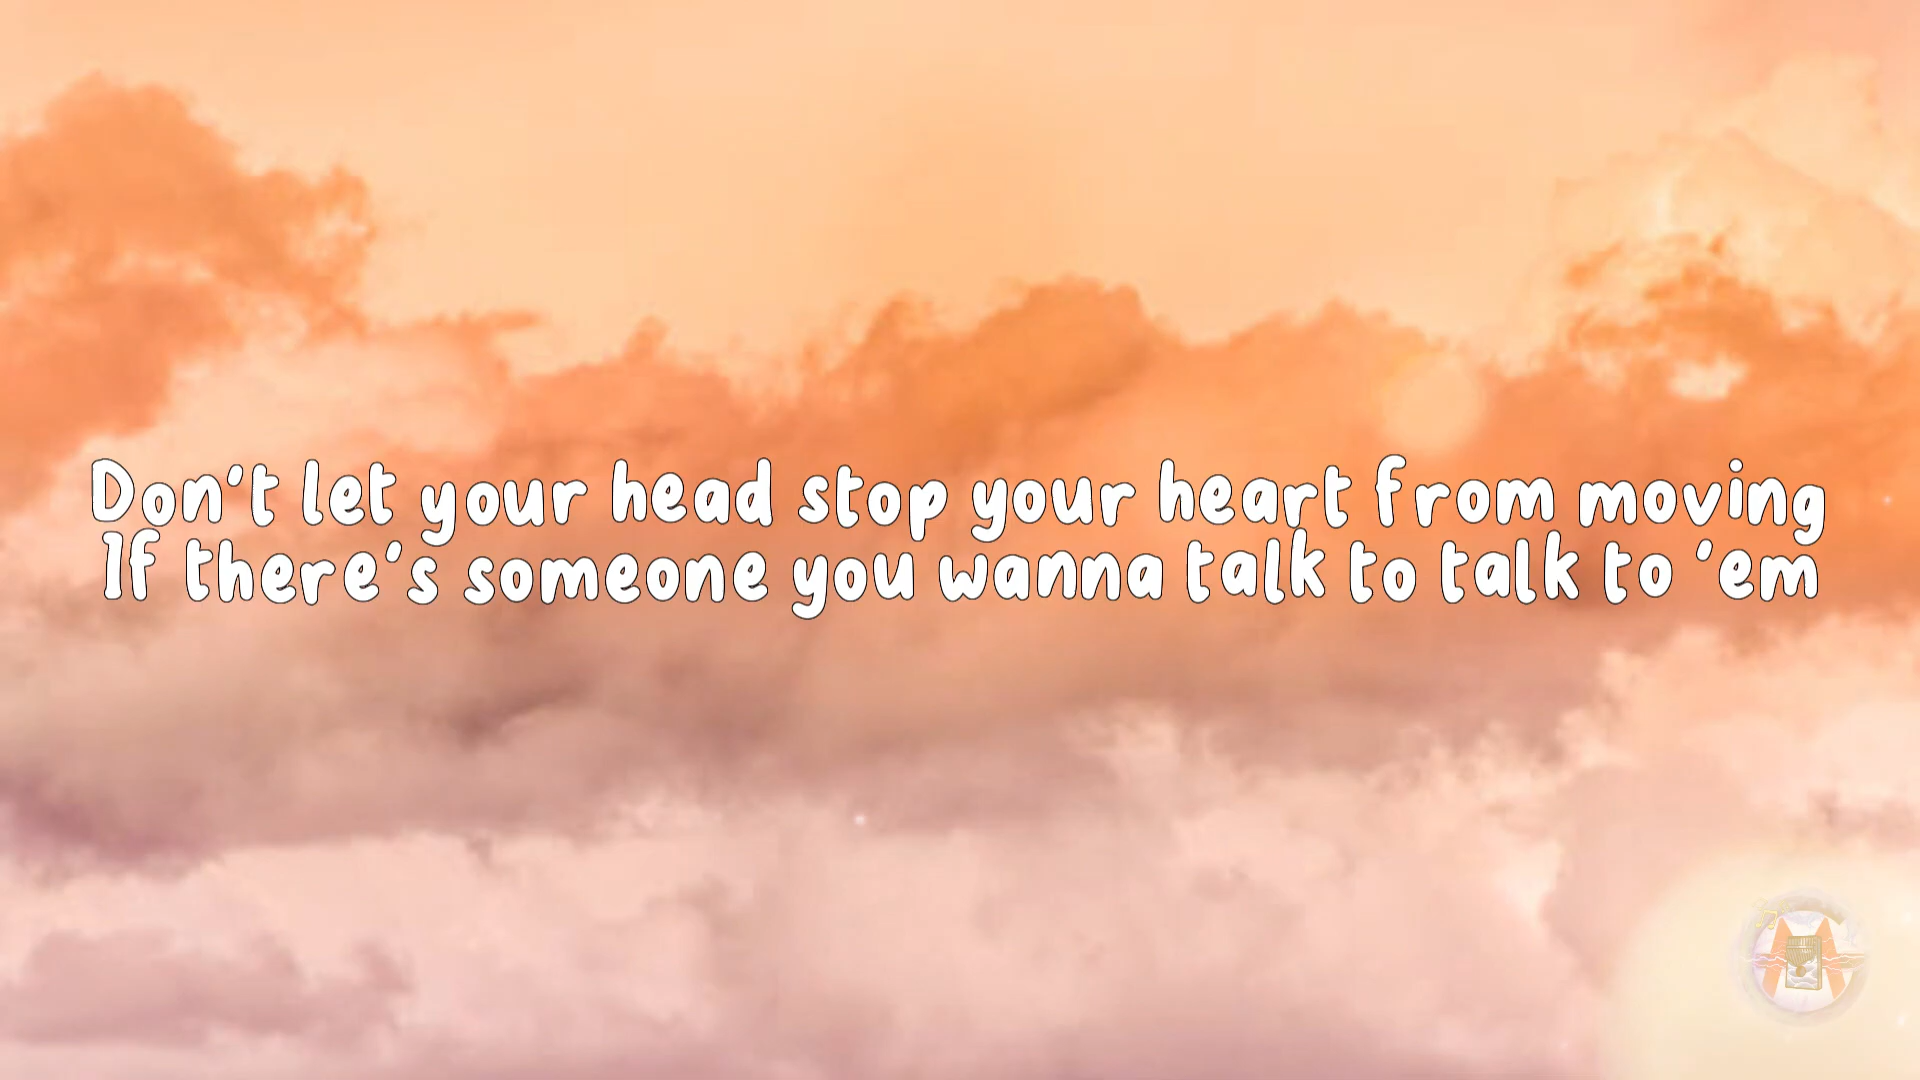 Don't let your head stop your heart from moving
If there's someone you wanna talk to talk to 'em